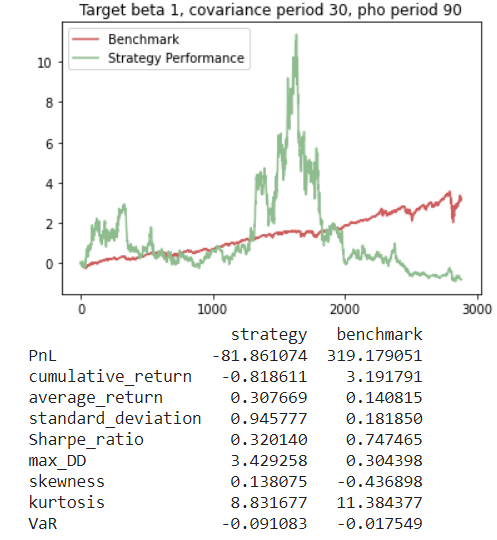 Target beta 1, covariance period 30, pho period 90
Benchmark
Strategy Performance
10
8
6
4
2
0
0 1000 2000 3000
strategy benchmark
PnL -81.861074 319.179051
cumulative_return -0.818611 3.191791
average_return 0.307669 0.140815
standard_deviation 0.945777 0.181850
Sharpe_ratio 0.320140 0.747465
max_DD 3.429258 0.304398
skewness 0.138075 -0.436898
kurtosis 8.831677 11.384377
VaR -0.091083 -0.017549